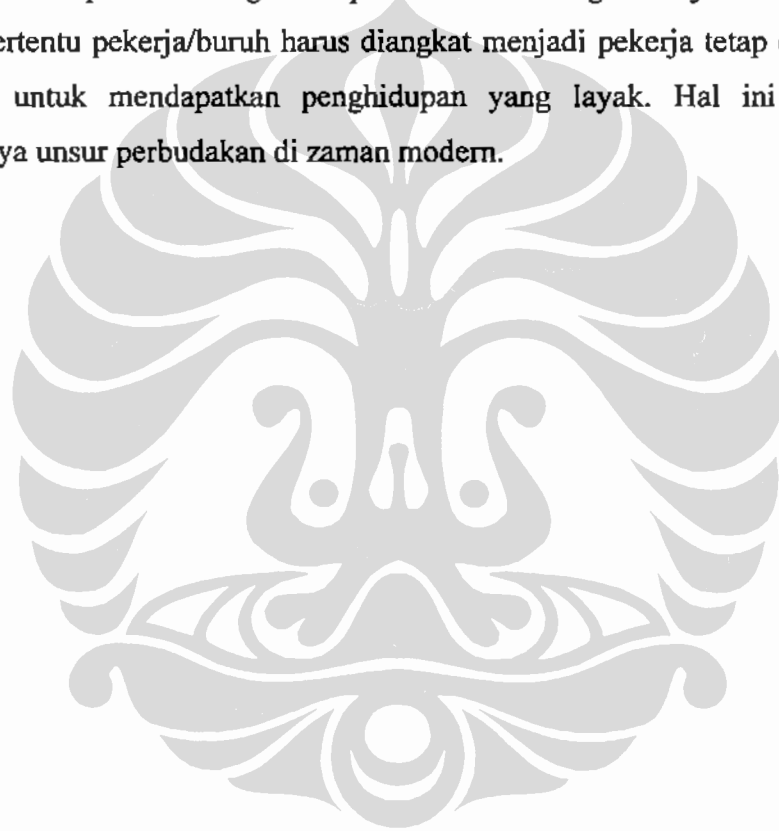 ertentu pekerja/buruh harus diangkat menjadi pekerja tetap
untuk mendapatkan penghidupan yang layak. Hal ini
ya unsur perbudakan di zaman modern.